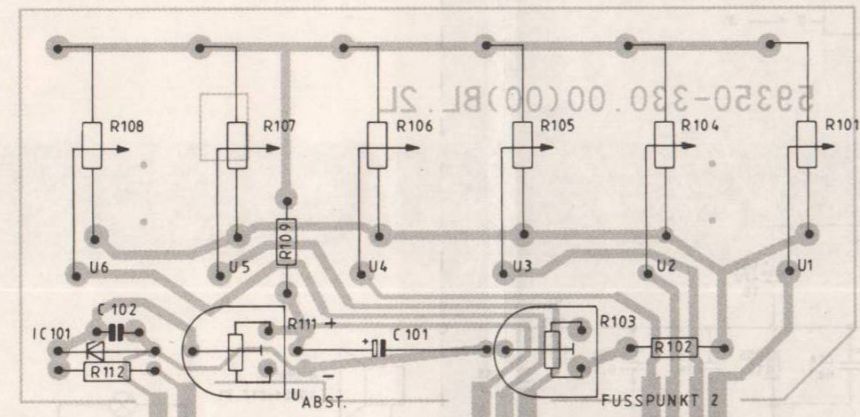 59350-330.00(00)BL.2L
R108 R107 R106 R105 R104 R101
R109
U6 U5 U4 U3 U2 U1
C102
IC101 R111 + C101 R103
+
R112 R102
−
UABST. FUSSPUNKT 2